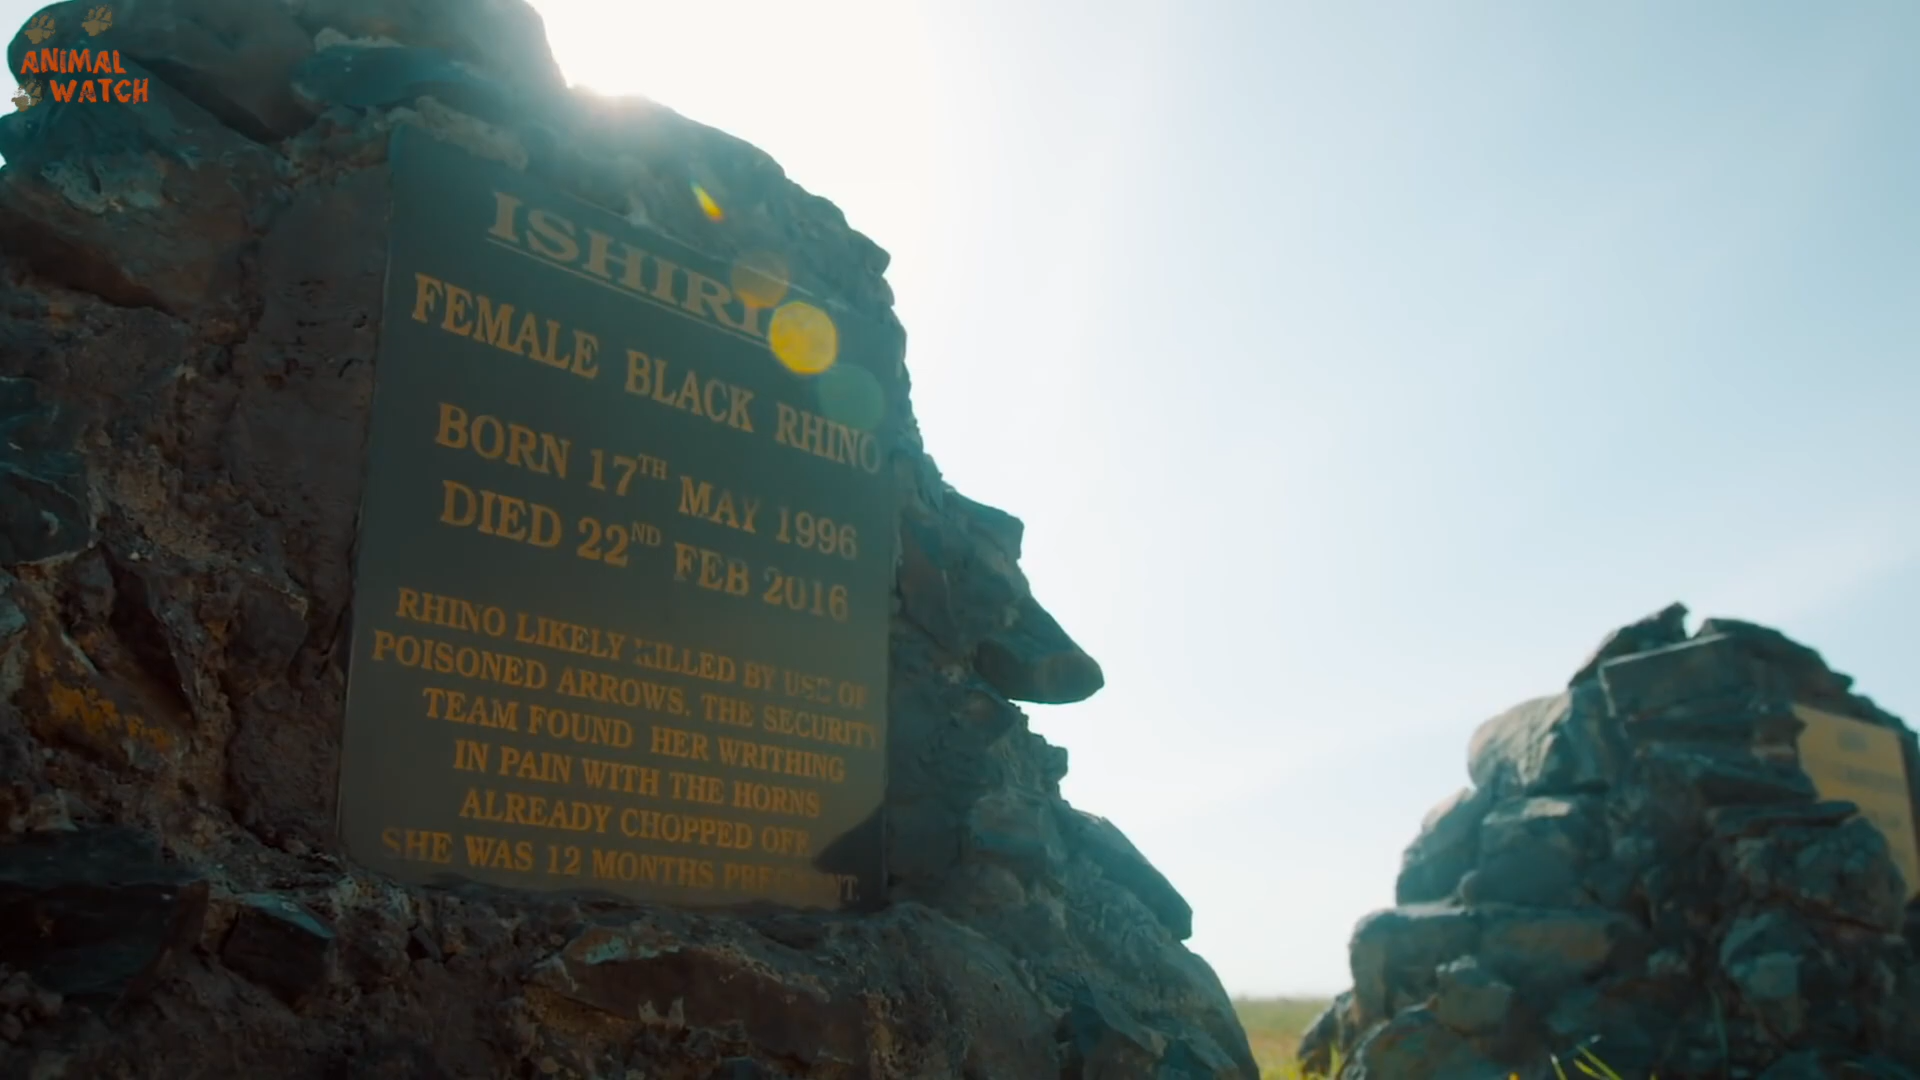 ANIMAL
WATCH
ISHIRI
FEMALE BLACK RHINO
BORN 17TH MAY 1996
DIED 22ND FEB 2016
RHINO LIKELY KILLED BY USE OF
POISONED ARROWS. THE SECURITY
TEAM FOUND HER WRITHING
IN PAIN WITH THE HORNS
ALREADY CHOPPED OFF
SHE WAS 12 MONTHS PREGNANT.